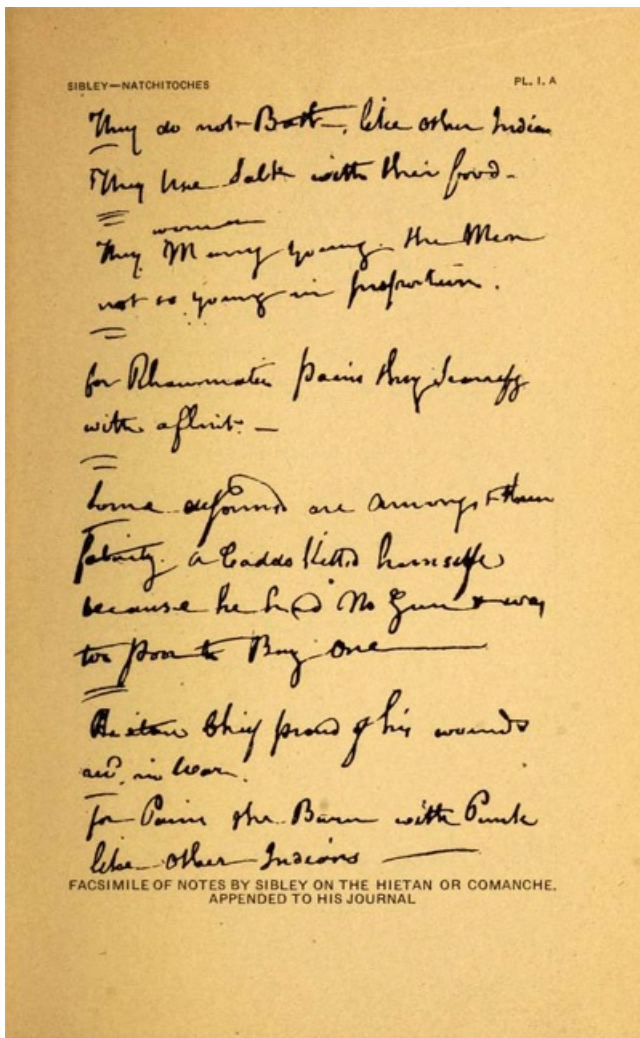 SIBLEY—NATCHITOCHES
PL. I. A
They do not like other Indian
They Use Salt with their food—
women
They Marry young the Men
not so young in proportion.
for Rhewmatic pains they
with a flint. —
Some deformd are amongst them
a Caddo Killed himself
because he had No Gun & was
too poor to Buy One
Hietan Chief proud of his wounds
in War.
for Pains the Burn with Punk
like other Indians —
FACSIMILE OF NOTES BY SIBLEY ON THE HIETAN OR COMANCHE.
APPENDED TO HIS JOURNAL